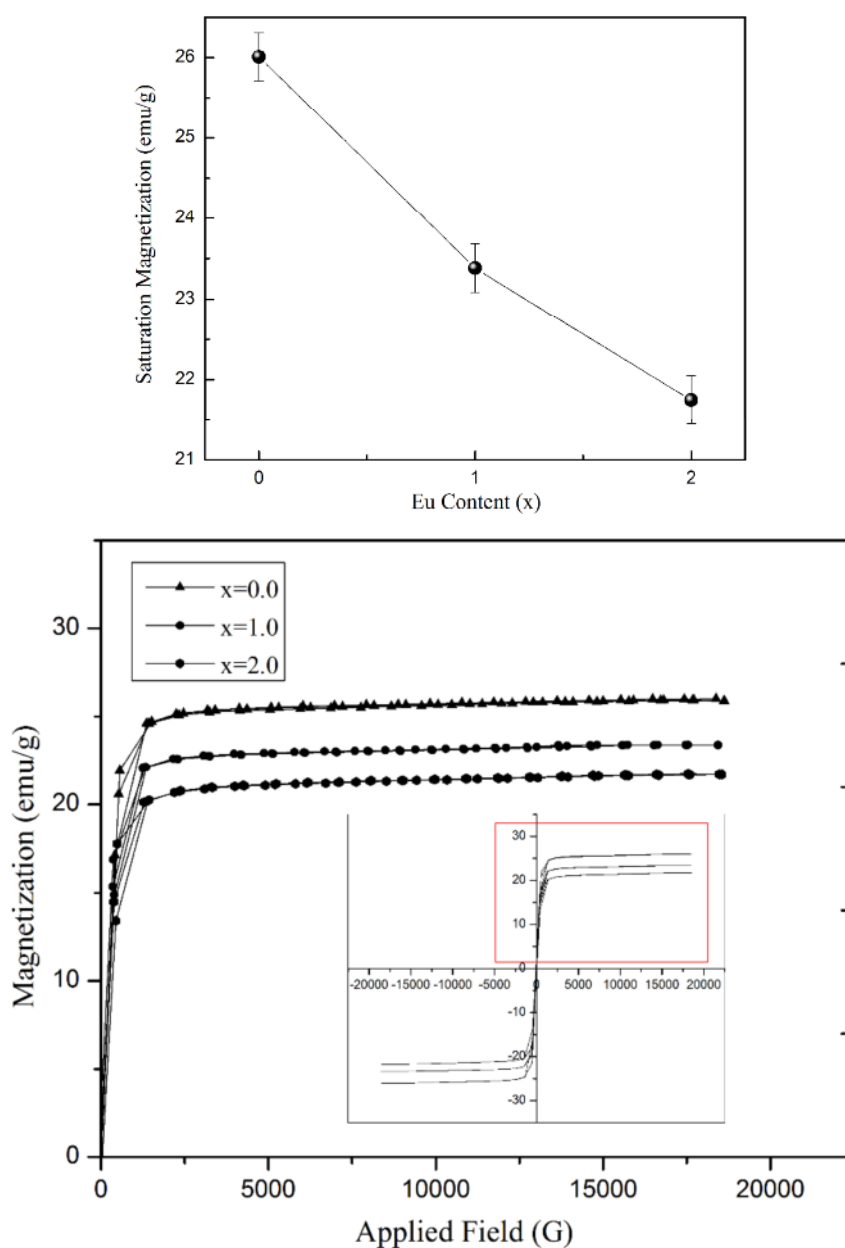 Saturation Magnetization (emu/g)
26
25
24
23
22
21
0 1 2
Eu Content (x)
Magnetization (emu/g)
30
20
10
0
x=0.0
x=1.0
x=2.0
30
20
10
0
-20000 -15000 -10000 -5000 0 5000 10000 15000 20000
-10
-20
-30
0 5000 10000 15000 20000
Applied Field (G)